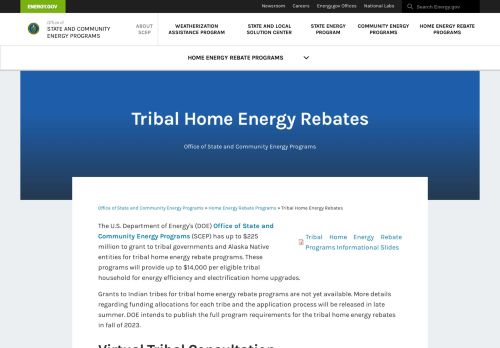 ENERGY.GOV
Newsroom Careers Energy.gov Offices National Labs Search Energy.gov
Office of
STATE AND COMMUNITY
ENERGY PROGRAMS
ABOUT
SCEP
WEATHERIZATION
ASSISTANCE PROGRAM
STATE AND LOCAL
SOLUTION CENTER
STATE ENERGY
PROGRAM
COMMUNITY ENERGY
PROGRAMS
HOME ENERGY REBATE
PROGRAMS
HOME ENERGY REBATE PROGRAMS
Tribal Home Energy Rebates
Office of State and Community Energy Programs
Office of State and Community Energy Programs » Home Energy Rebate Programs » Tribal Home Energy Rebates
The U.S. Department of Energy's (DOE) Office of State and
Community Energy Programs (SCEP) has up to $225
million to grant to tribal governments and Alaska Native
entities for tribal home energy rebate programs. These
programs will provide up to $14,000 per eligible tribal
household for energy efficiency and electrification home upgrades.
Tribal Home Energy Rebate
Programs Informational Slides
Grants to Indian tribes for tribal home energy rebate programs are not yet available. More details
regarding funding allocations for each tribe and the application process will be released in late
summer. DOE intends to publish the full program requirements for the tribal home energy rebates
in fall of 2023.
Virtual Tribal Consultation